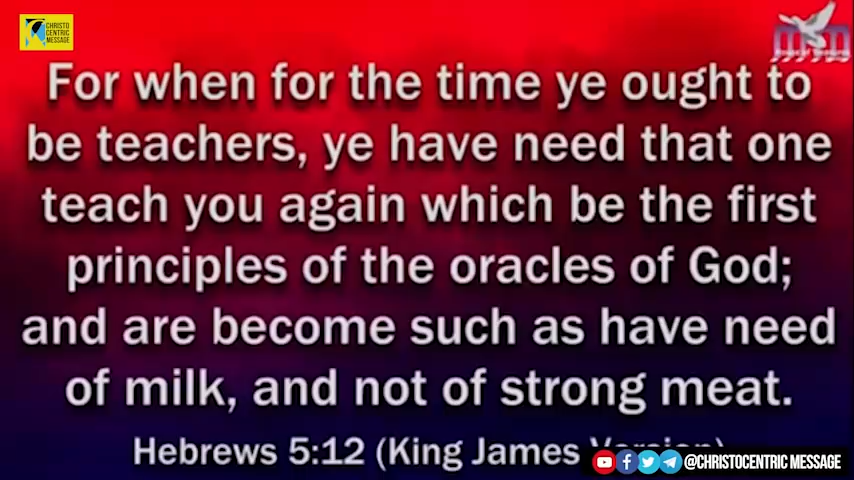 CHRISTO
CENTRIC
MESSAGE
For when for the time ye ought to
be teachers, ye have need that one
teach you again which be the first
principles of the oracles of God;
and are become such as have need
of milk, and not of strong meat.
Hebrews 5:12 (King James Version)
@CHRISTOCENTRIC MESSAGE